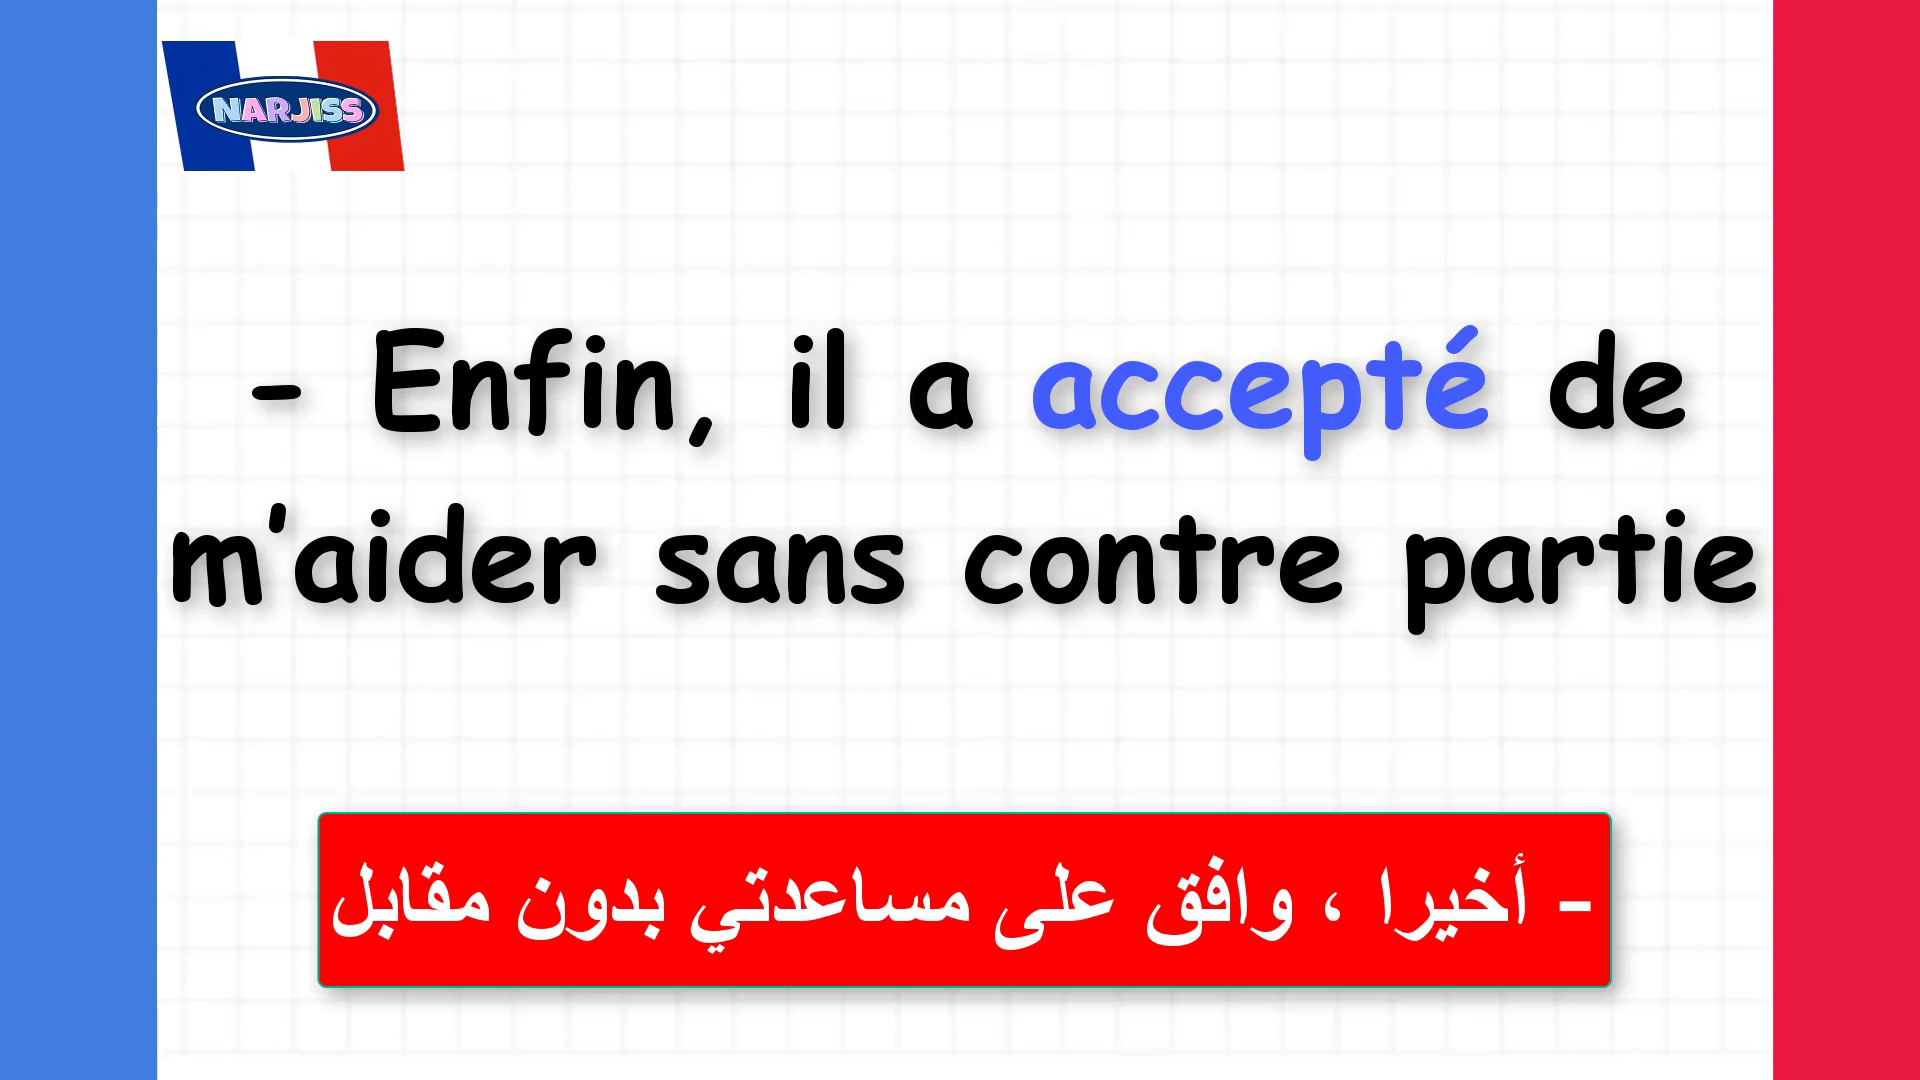 NARJISS
- Enfin, il a accepté de
m'aider sans contre partie
- أخيرا ، وافق على مساعدتي بدون مقابل